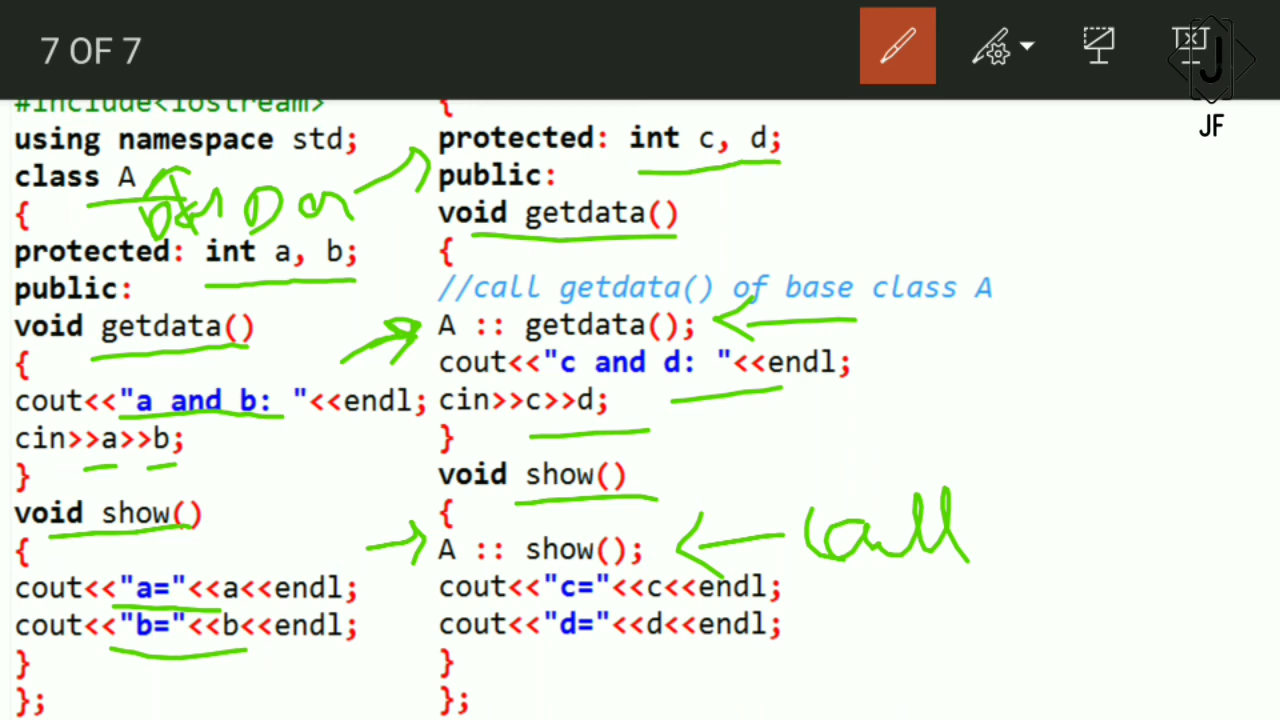 7 OF 7
JF
#include<iostream>
using namespace std;
class A
{
protected: int a, b;
public:
void getdata()
{
cout<<"a and b: "<<endl;
cin>>a>>b;
}
void show()
{
cout<<"a="<<a<<endl;
cout<<"b="<<b<<endl;
}
};
{
protected: int c, d;
public:
void getdata()
{
//call getdata() of base class A
A :: getdata();
cout<<"c and d: "<<endl;
cin>>c>>d;
}
void show()
{
A :: show();
call
cout<<"c="<<c<<endl;
cout<<"d="<<d<<endl;
}
};